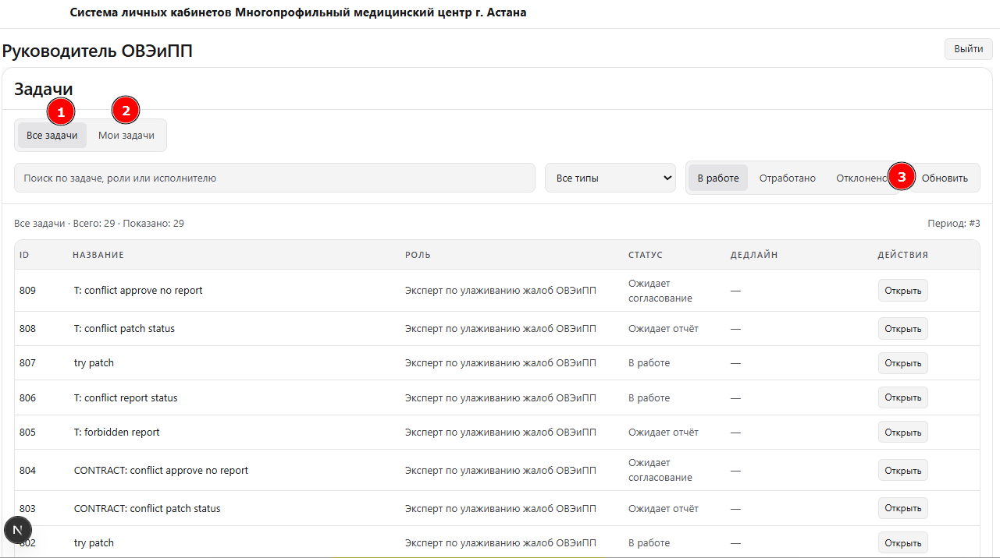 Система личных кабинетов Многопрофильный медицинский центр г. Астана
Руководитель ОВЭиПП
Выйти
Задачи
1
2
Все задачи
Мои задачи
Поиск по задаче, роли или исполнителю
Все типы
В работе
Отработано
Отклонено
3
Обновить
Все задачи · Всего: 29 · Показано: 29
Период: #3
ID НАЗВАНИЕ РОЛЬ СТАТУС ДЕДЛАЙН ДЕЙСТВИЯ
809 T: conflict approve no report Эксперт по улаживанию жалоб ОВЭиПП Ожидает согласование — Открыть
808 T: conflict patch status Эксперт по улаживанию жалоб ОВЭиПП Ожидает отчёт — Открыть
807 try patch Эксперт по улаживанию жалоб ОВЭиПП В работе — Открыть
806 T: conflict report status Эксперт по улаживанию жалоб ОВЭиПП В работе — Открыть
805 T: forbidden report Эксперт по улаживанию жалоб ОВЭиПП Ожидает отчёт — Открыть
804 CONTRACT: conflict approve no report Эксперт по улаживанию жалоб ОВЭиПП Ожидает согласование — Открыть
803 CONTRACT: conflict patch status Эксперт по улаживанию жалоб ОВЭиПП Ожидает отчёт — Открыть
N
802 try patch Эксперт по улаживанию жалоб ОВЭиПП В работе — Открыть